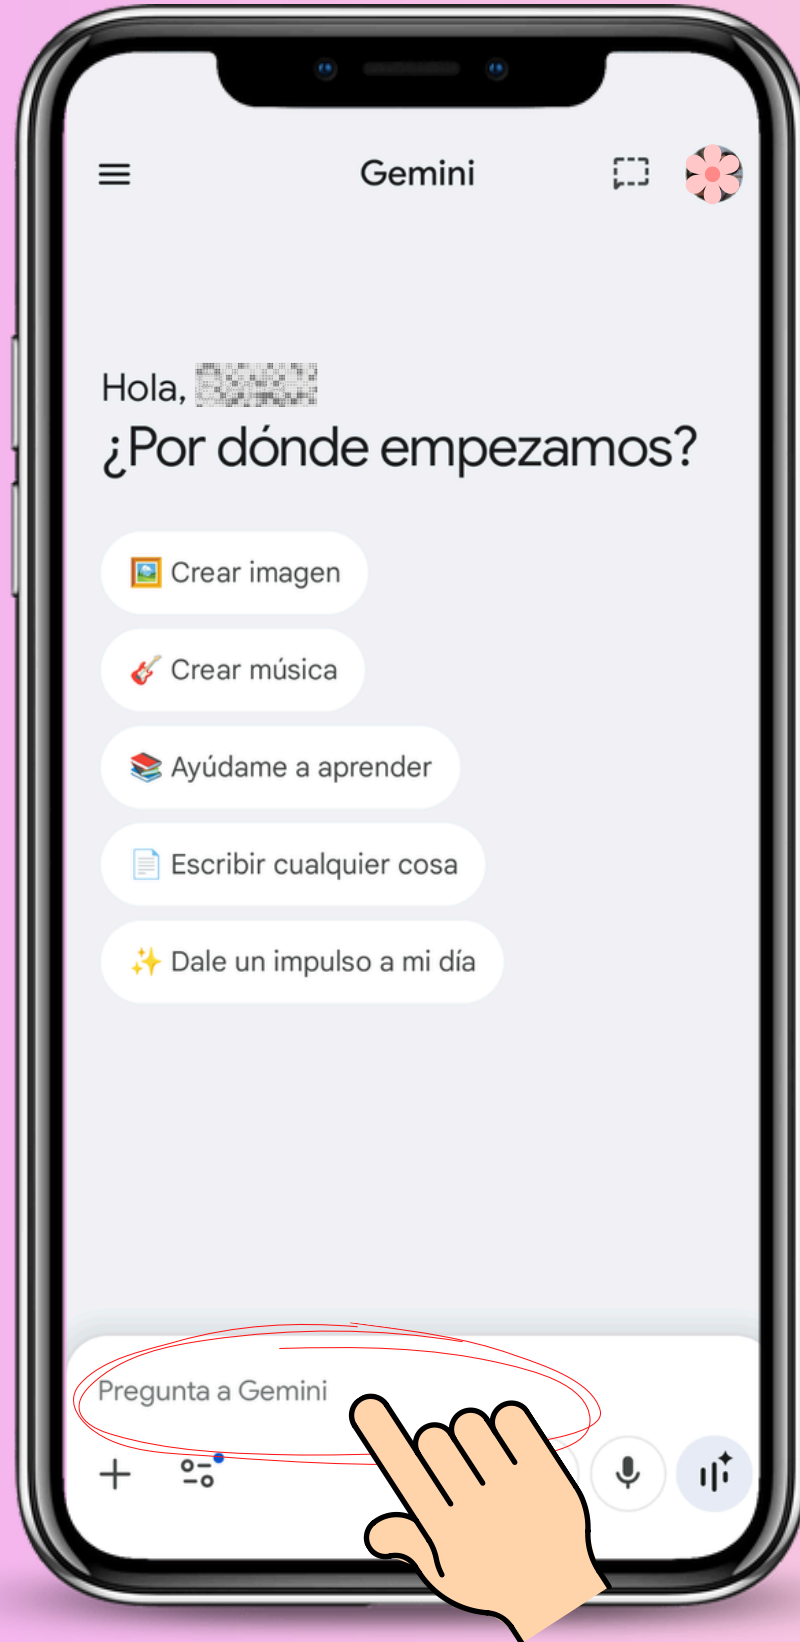 Gemini
Hola,
¿Por dónde empezamos?
Crear imagen
Crear música
Ayúdame a aprender
Escribir cualquier cosa
Dale un impulso a mi día
Pregunta a Gemini